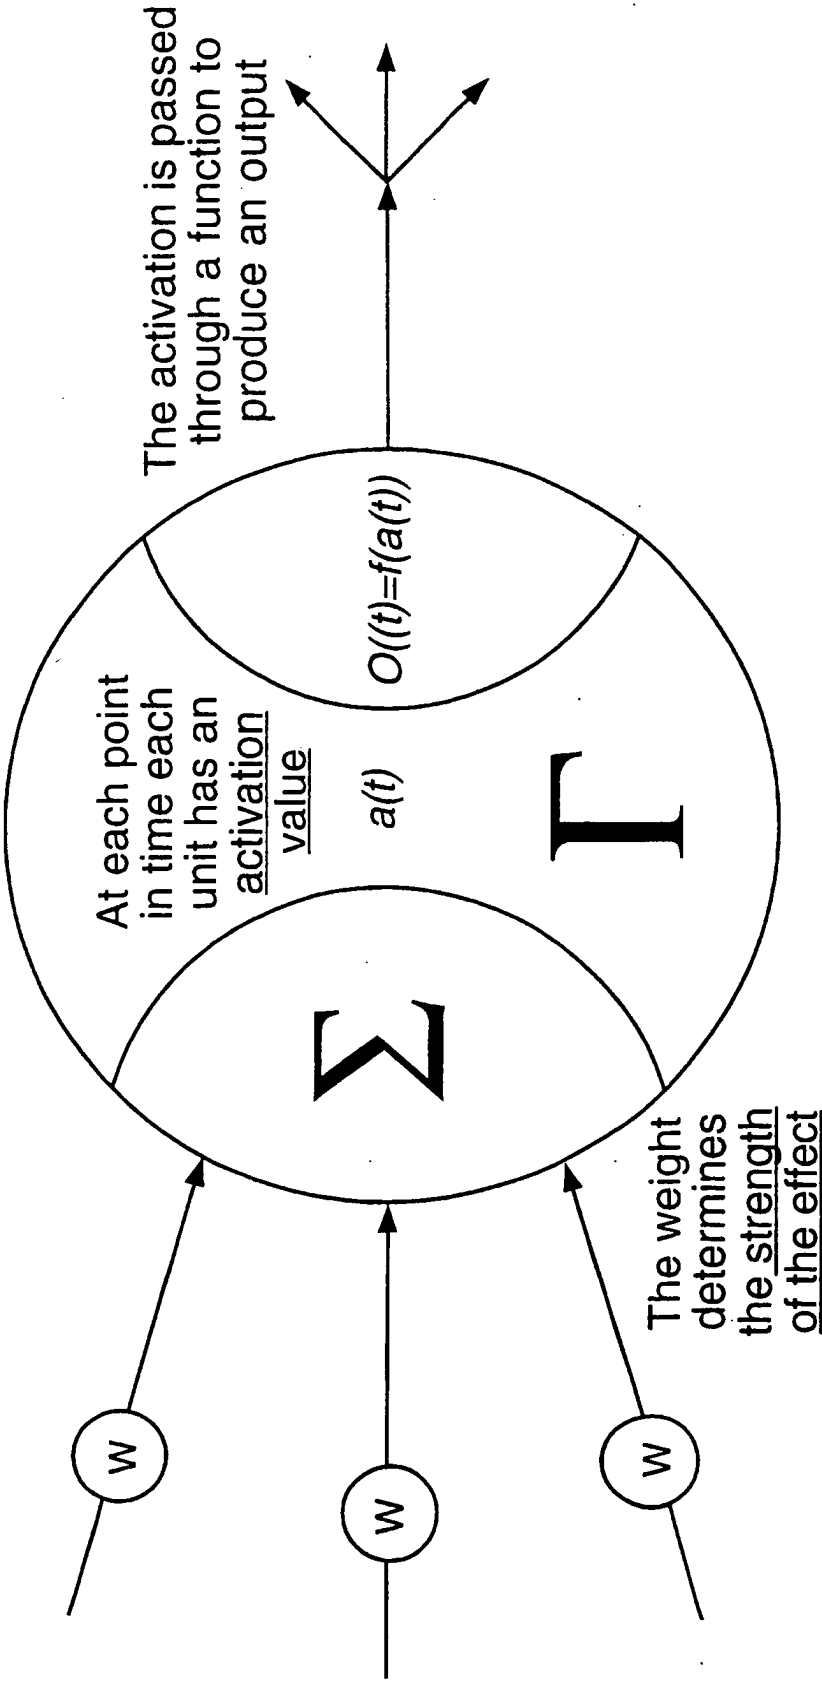 The activation is passed
through a function to
produce an output
At each point
in time each
unit has an
activation
value
a(t)
O((t)=f(a(t))
Σ
Γ
W
W
W
The weight
determines
the strength
of the effect